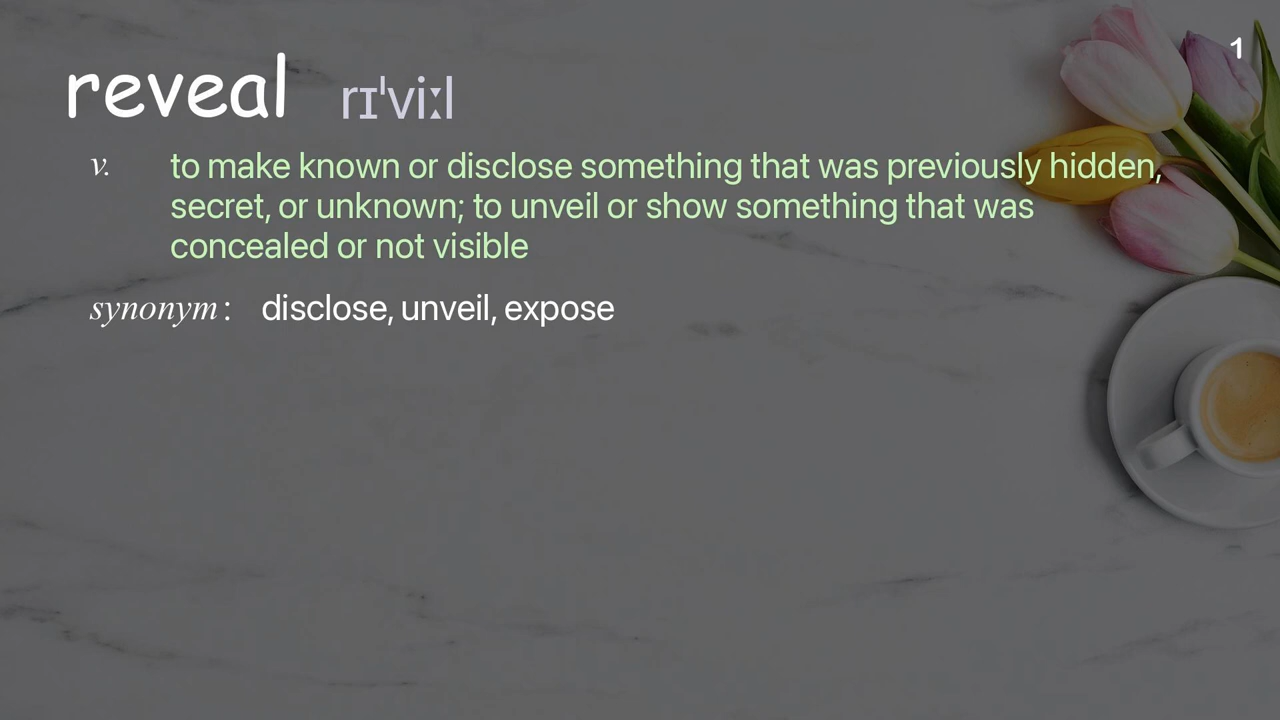 1
reveal rɪˈviːl
v. to make known or disclose something that was previously hidden,
secret, or unknown; to unveil or show something that was
concealed or not visible
synonym: disclose, unveil, expose